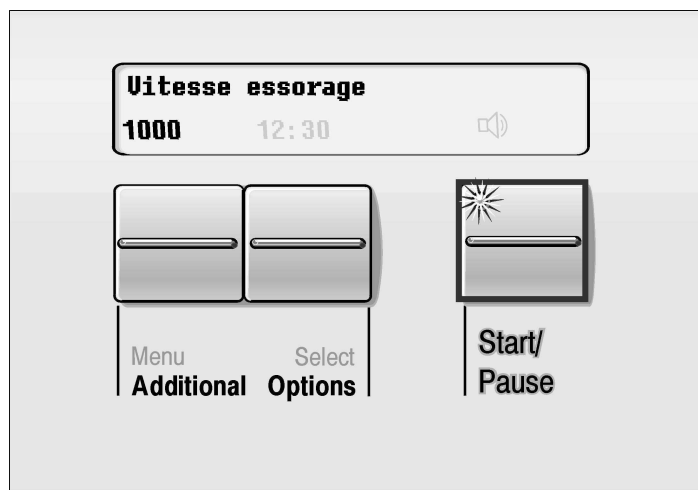 Vitesse essorage
1000 12:30
Menu Select
Additional Options
Start/
Pause